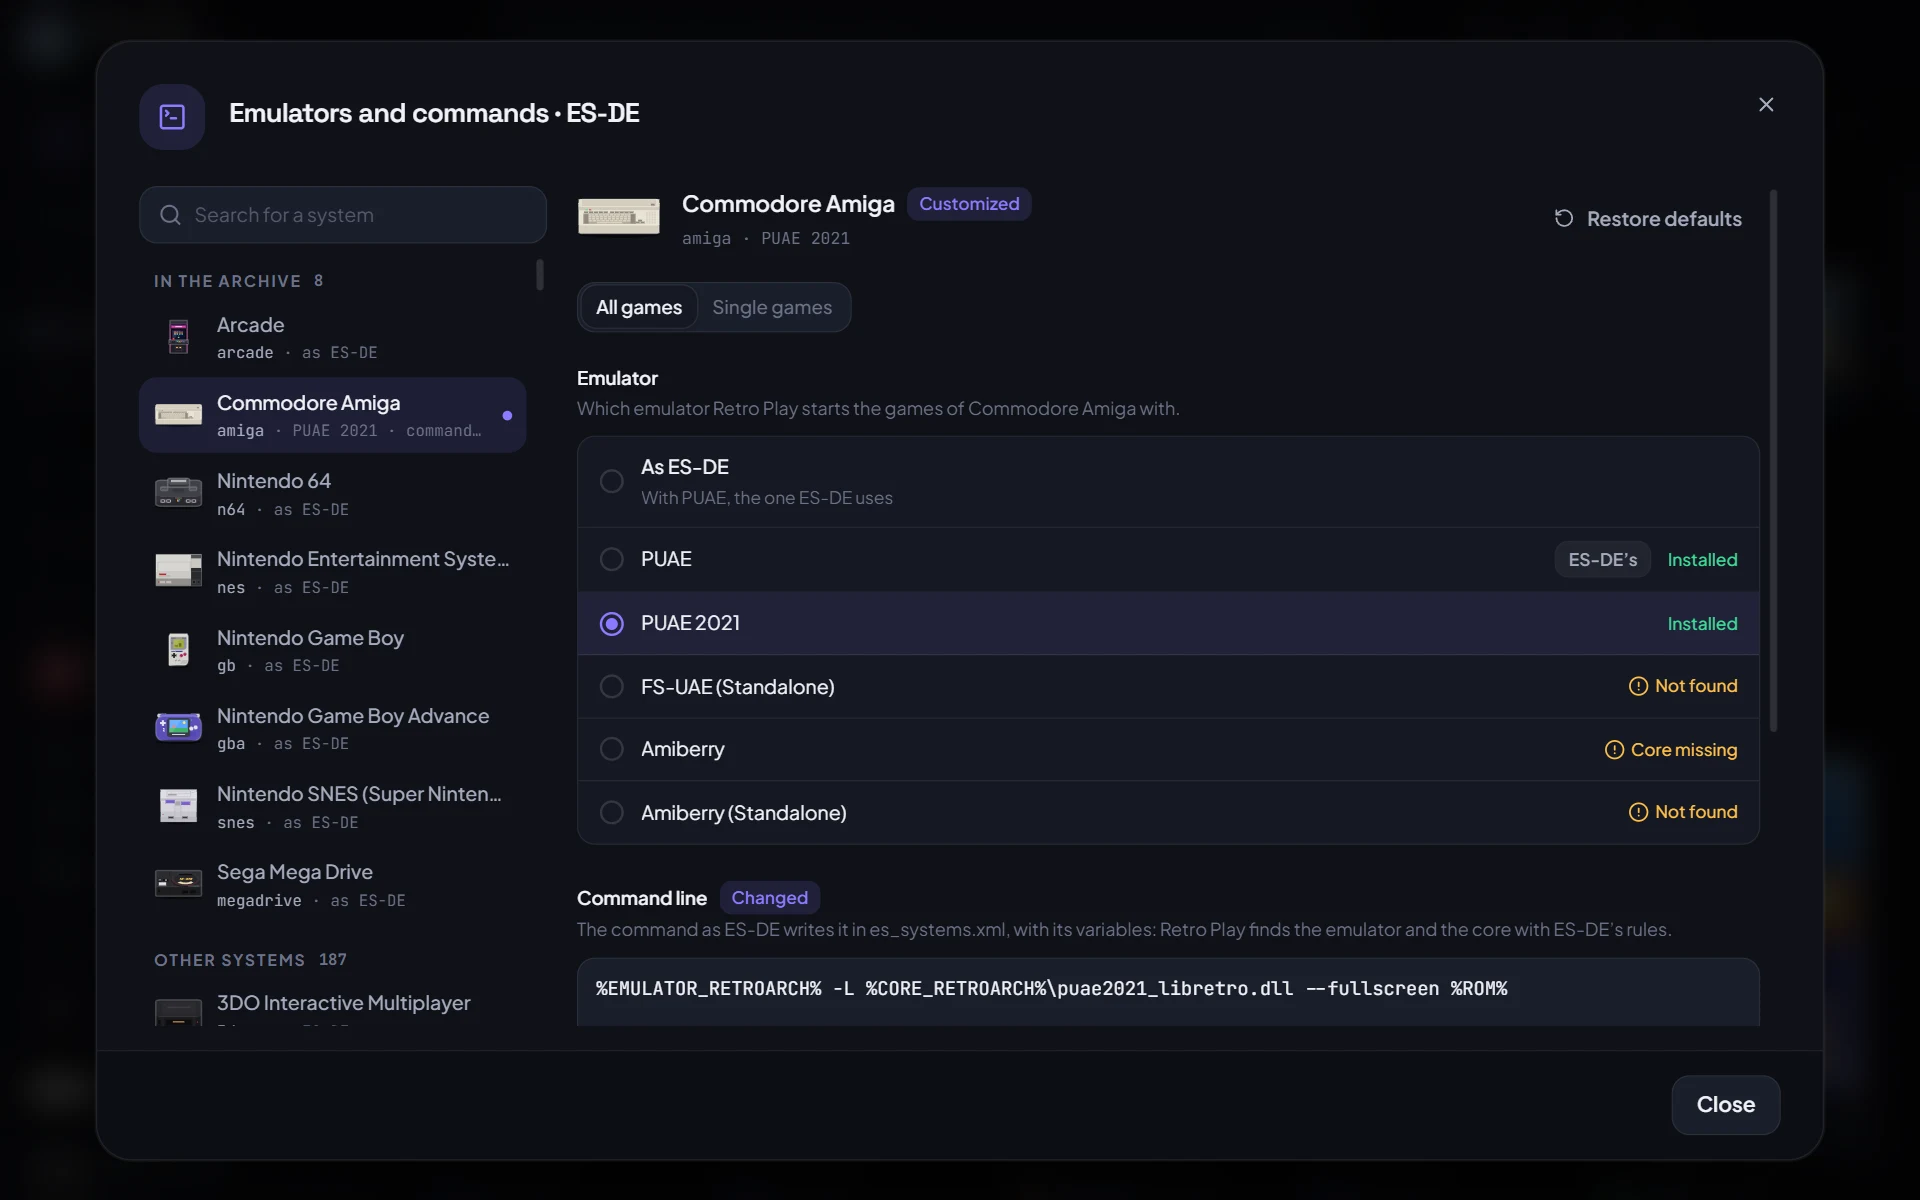 Emulators and commands · ES-DE
Search for a system
IN THE ARCHIVE 8
Arcade
arcade · as ES-DE
Commodore Amiga
amiga · PUAE 2021 · command…
Nintendo 64
n64 · as ES-DE
Nintendo Entertainment Syste…
nes · as ES-DE
Nintendo Game Boy
gb · as ES-DE
Nintendo Game Boy Advance
gba · as ES-DE
Nintendo SNES (Super Ninten…
snes · as ES-DE
Sega Mega Drive
megadrive · as ES-DE
OTHER SYSTEMS 187
3DO Interactive Multiplayer
Commodore Amiga Customized
amiga · PUAE 2021
Restore defaults
All games Single games
Emulator
Which emulator Retro Play starts the games of Commodore Amiga with.
As ES-DE
With PUAE, the one ES-DE uses
PUAE ES-DE's Installed
PUAE 2021 Installed
FS-UAE (Standalone) Not found
Amiberry Core missing
Amiberry (Standalone) Not found
Command line Changed
The command as ES-DE writes it in es_systems.xml, with its variables: Retro Play finds the emulator and the core with ES-DE's rules.
%EMULATOR_RETROARCH% -L %CORE_RETROARCH%\puae2021_libretro.dll --fullscreen %ROM%
Close